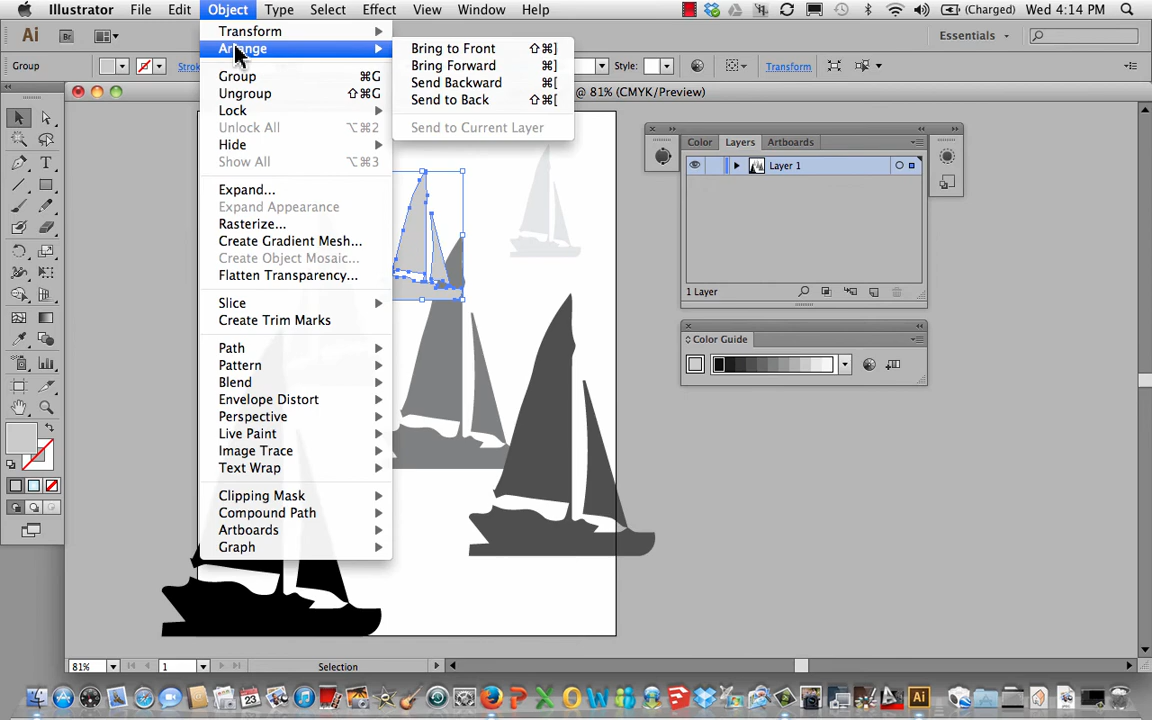 Illustrator File Edit Object Type Select Effect View Window Help
(Charged) Wed 4:14 PM
Ai Br Essentials
Group Strok Style: Transform
@ 81% (CMYK/Preview)
Transform
Arrange
Group ⌘G
Ungroup ⇧⌘G
Lock
Unlock All ⌥⌘2
Hide
Show All ⌥⌘3
Expand...
Expand Appearance
Rasterize...
Create Gradient Mesh...
Create Object Mosaic...
Flatten Transparency...
Slice
Create Trim Marks
Path
Pattern
Blend
Envelope Distort
Perspective
Live Paint
Image Trace
Text Wrap
Clipping Mask
Compound Path
Artboards
Graph
Bring to Front ⇧⌘]
Bring Forward ⌘]
Send Backward ⌘[
Send to Back ⇧⌘[
Send to Current Layer
Color Layers Artboards
Layer 1
1 Layer
Color Guide
81% 1 Selection